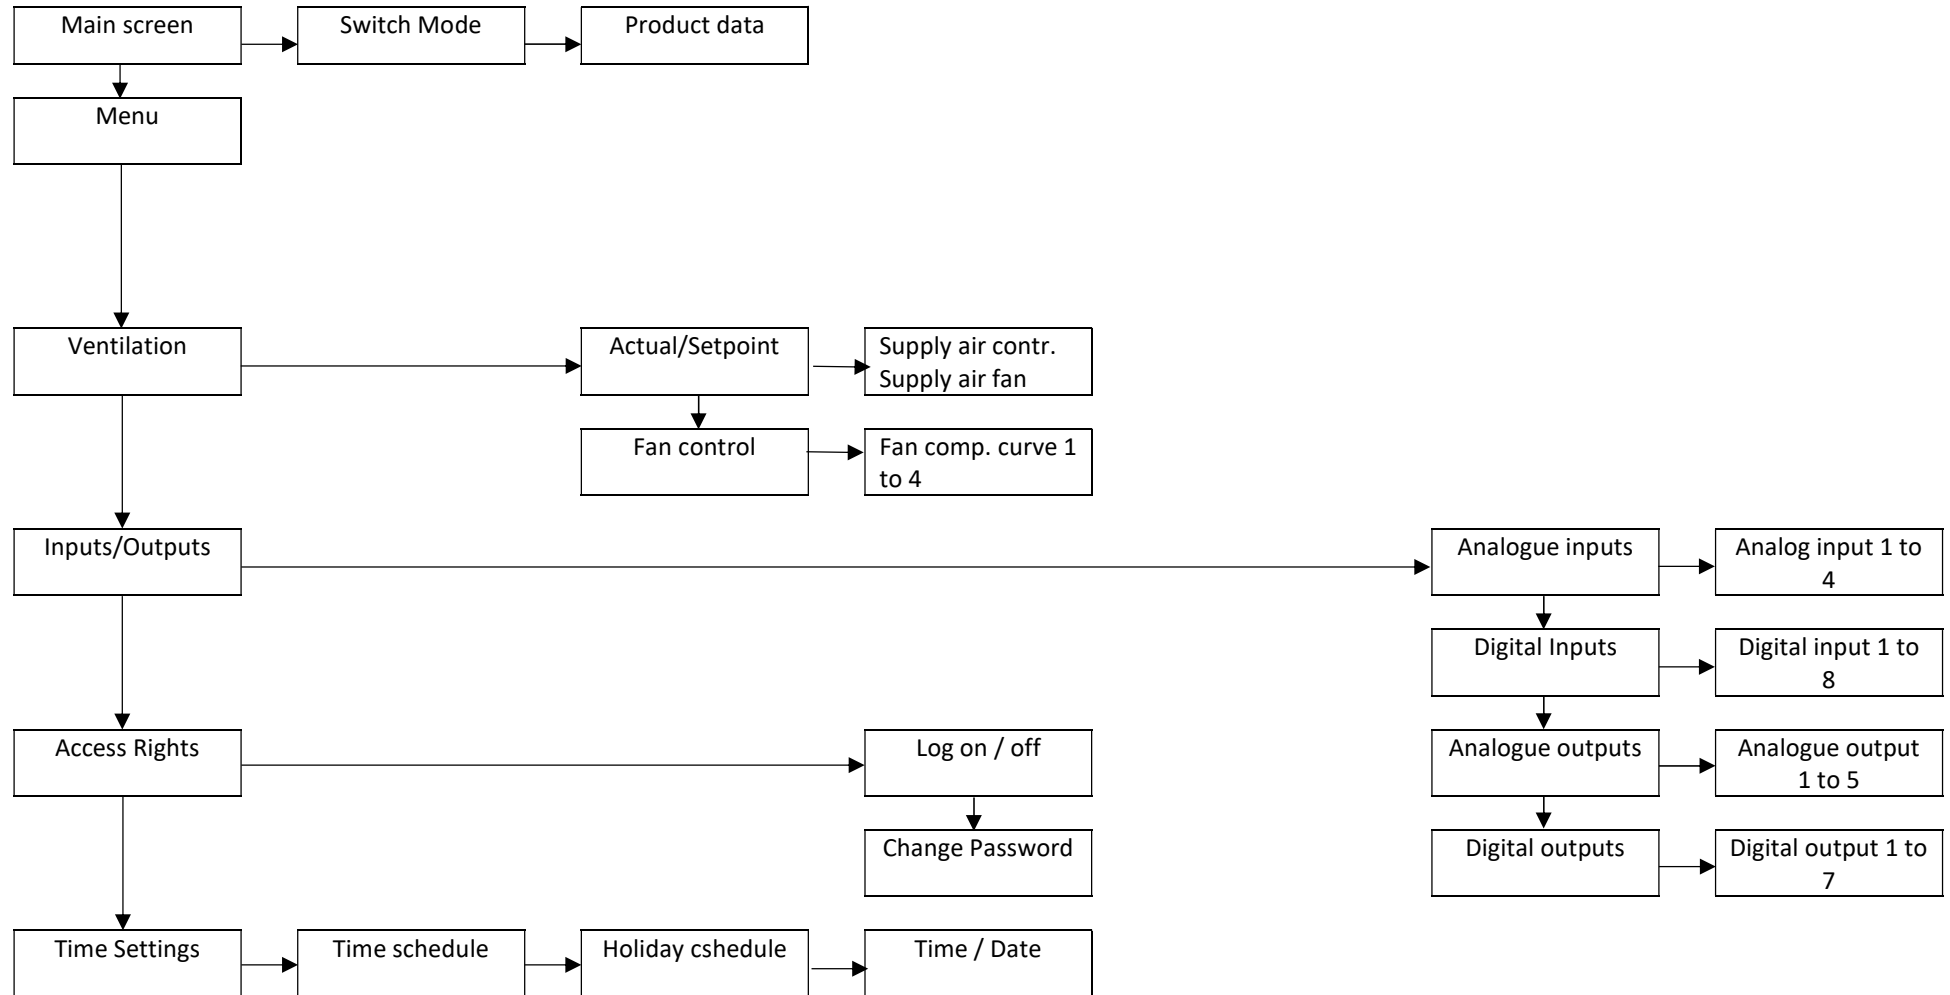 Main screen
Switch Mode
Product data
Menu
Ventilation
Actual/Setpoint
Supply air contr.
Supply air fan
Fan control
Fan comp. curve 1
to 4
Inputs/Outputs
Analogue inputs
Analog input 1 to
4
Digital Inputs
Digital input 1 to
8
Access Rights
Log on / off
Analogue outputs
Analogue output
1 to 5
Change Password
Digital outputs
Digital output 1 to
7
Time Settings
Time schedule
Holiday cshedule
Time / Date